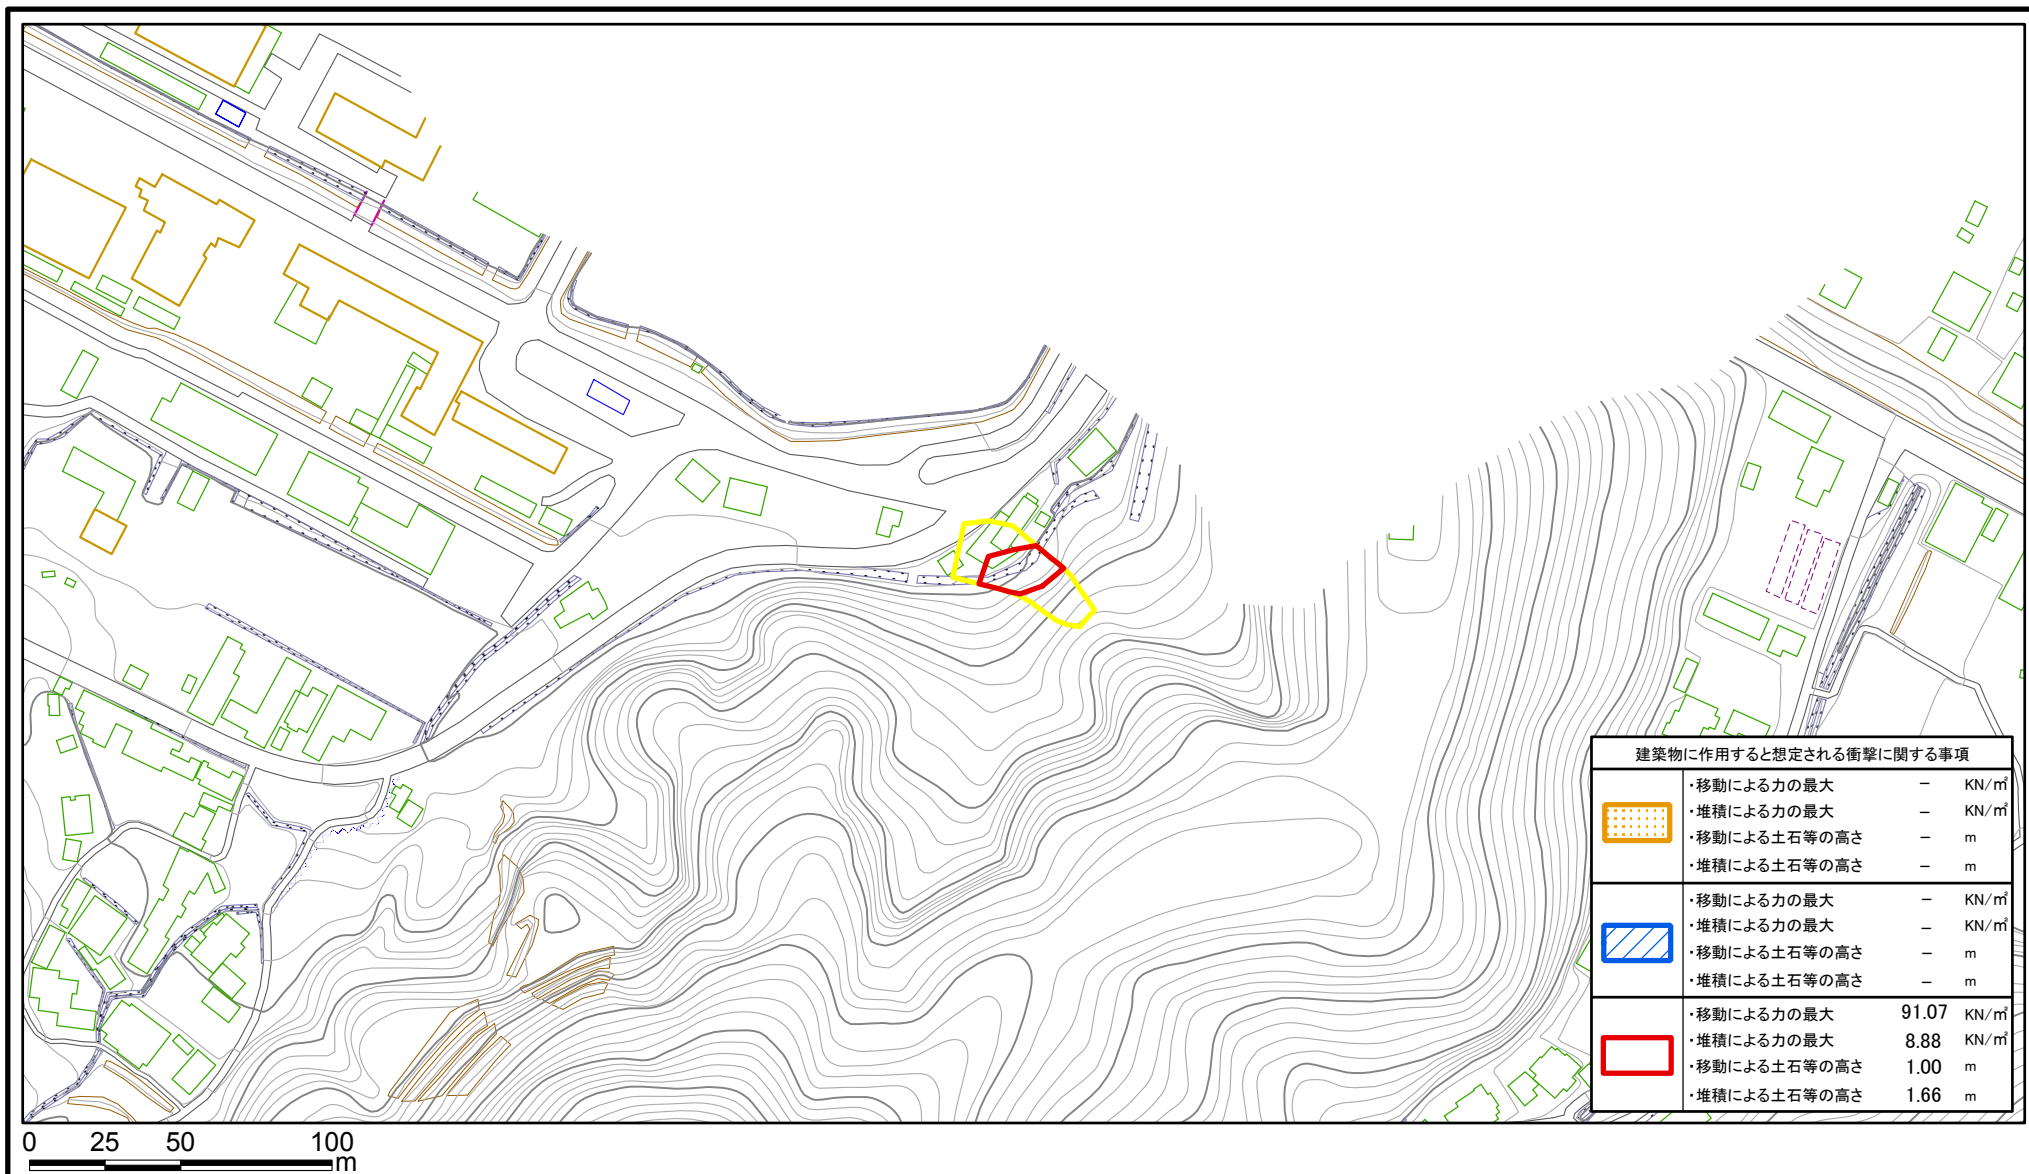 建築物に作用すると想定される衝撃に関する事項
・移動による力の最大 － KN/㎡
・堆積による力の最大 － KN/㎡
・移動による土石等の高さ － m
・堆積による土石等の高さ － m
・移動による力の最大 － KN/㎡
・堆積による力の最大 － KN/㎡
・移動による土石等の高さ － m
・堆積による土石等の高さ － m
・移動による力の最大 91.07 KN/㎡
・堆積による力の最大 8.88 KN/㎡
・移動による土石等の高さ 1.00 m
・堆積による土石等の高さ 1.66 m
0 25 50 100
m